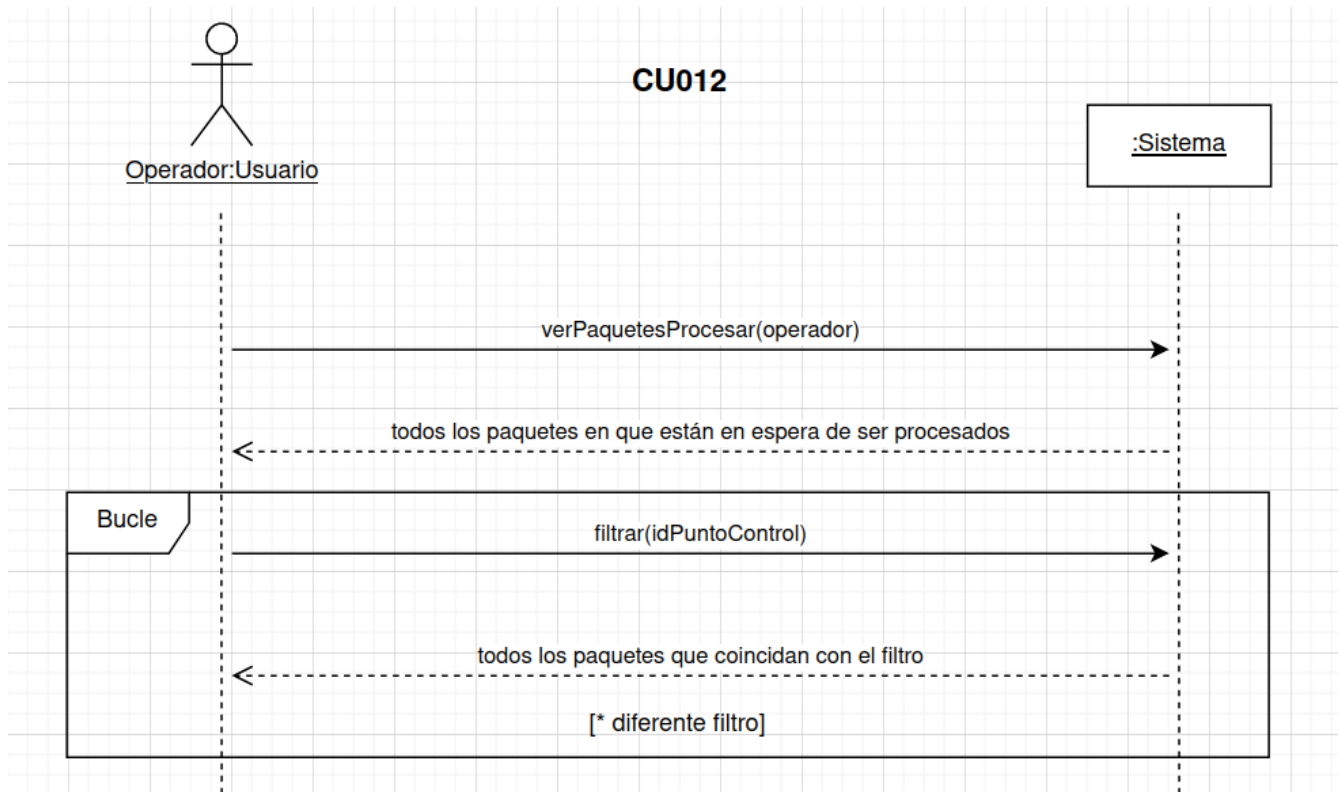 CU012
:Sistema
Operador:Usuario
verPaquetesProcesar(operador)
todos los paquetes en que están en espera de ser procesados
Bucle
filtrar(idPuntoControl)
todos los paquetes que coincidan con el filtro
[* diferente filtro]